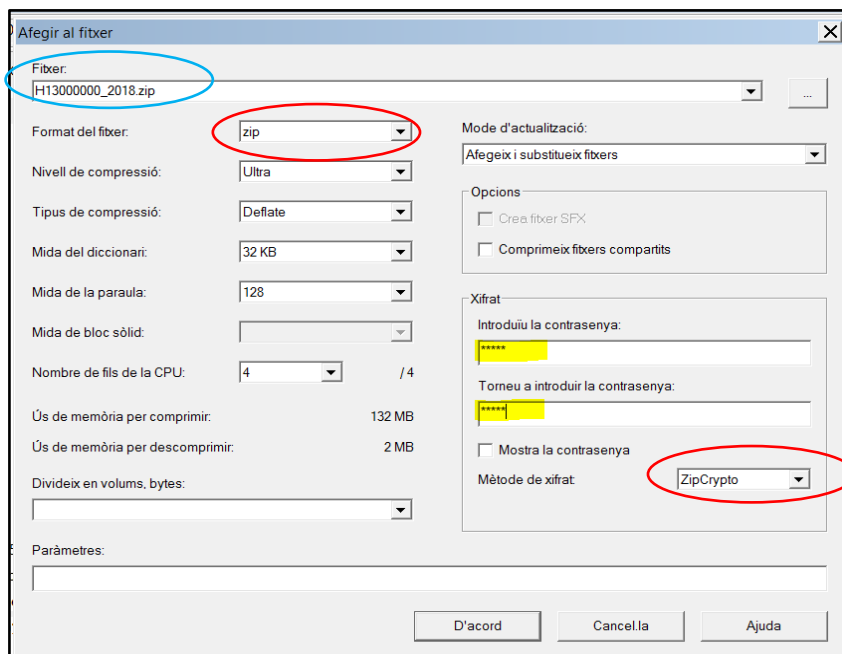 Afegir al fitxer
Fitxer:
H13000000_2018.zip
...
Format del fitxer:
zip
Nivell de compressió:
Ultra
Tipus de compressió:
Deflate
Mida del diccionari:
32 KB
Mida de la paraula:
128
Mida de bloc sòlid:
Nombre de fils de la CPU:
4
/ 4
Ús de memòria per comprimir:
132 MB
Ús de memòria per descomprimir:
2 MB
Divideix en volums, bytes:
Mode d'actualització:
Afegeix i substitueix fitxers
Opcions
Crea fitxer SFX
Comprimeix fitxers compartits
Xifrat
Introduïu la contrasenya:
*****
Torneu a introduir la contrasenya:
*****
Mostra la contrasenya
Mètode de xifrat:
ZipCrypto
Paràmetres:
D'acord
Cancel.la
Ajuda